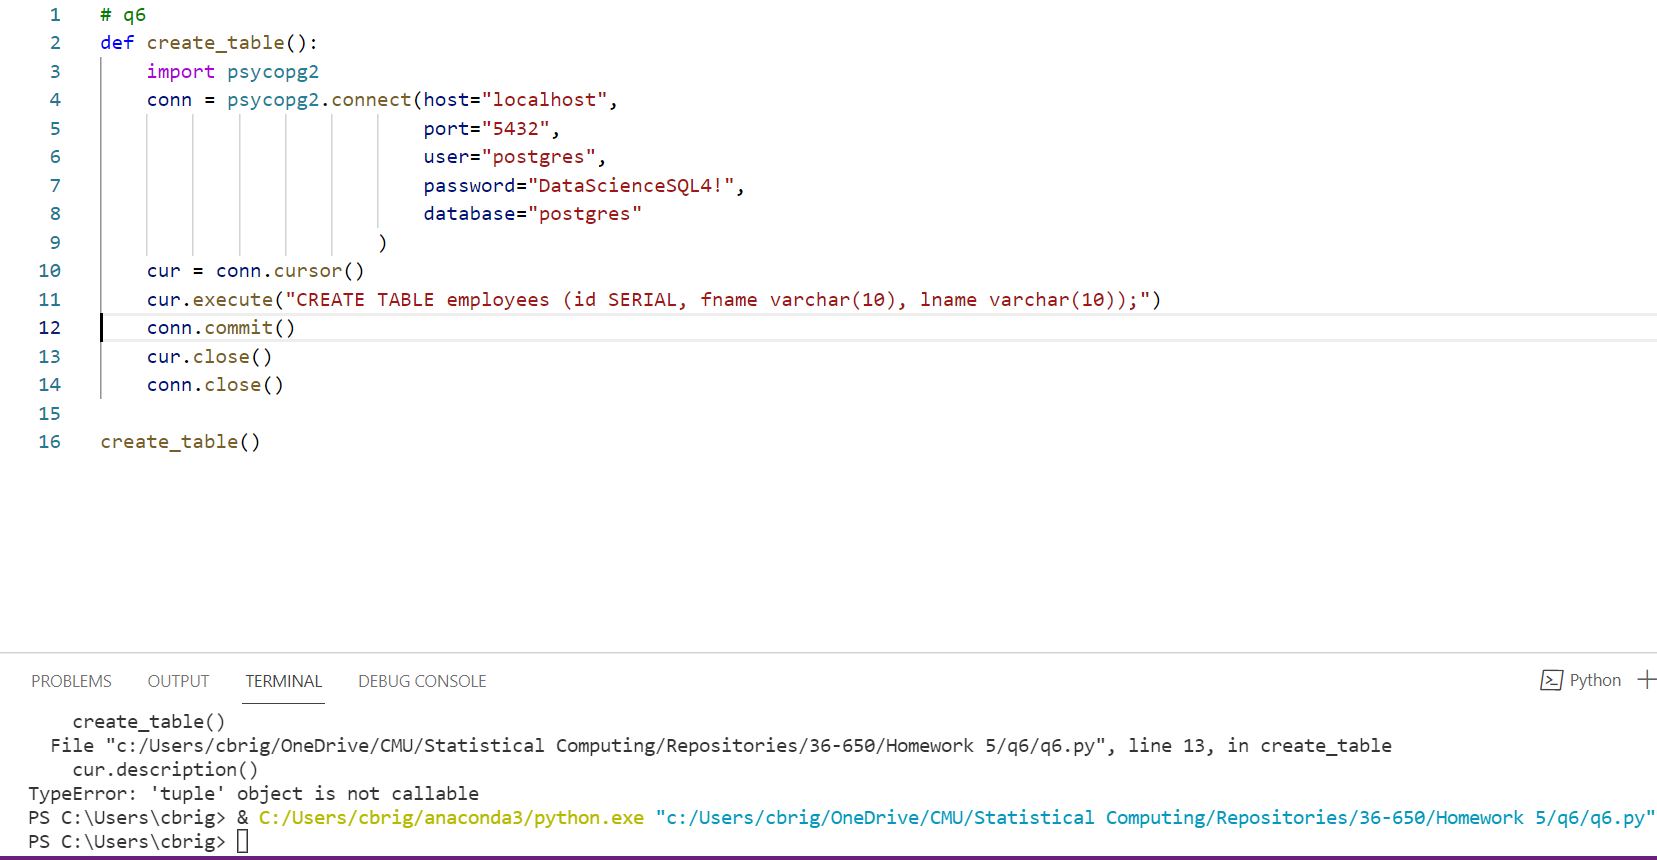 1 # q6
2 def create_table():
3 import psycopg2
4 conn = psycopg2.connect(host="localhost",
5 port="5432",
6 user="postgres",
7 password="DataScienceSQL4!",
8 database="postgres"
9 )
10 cur = conn.cursor()
11 cur.execute("CREATE TABLE employees (id SERIAL, fname varchar(10), lname varchar(10));")
12 conn.commit()
13 cur.close()
14 conn.close()
15
16 create_table()
PROBLEMS OUTPUT TERMINAL DEBUG CONSOLE Python
create_table()
File "c:/Users/cbrig/OneDrive/CMU/Statistical Computing/Repositories/36-650/Homework 5/q6/q6.py", line 13, in create_table
cur.description()
TypeError: 'tuple' object is not callable
PS C:\Users\cbrig> & C:/Users/cbrig/anaconda3/python.exe "c:/Users/cbrig/OneDrive/CMU/Statistical Computing/Repositories/36-650/Homework 5/q6/q6.py"
PS C:\Users\cbrig>